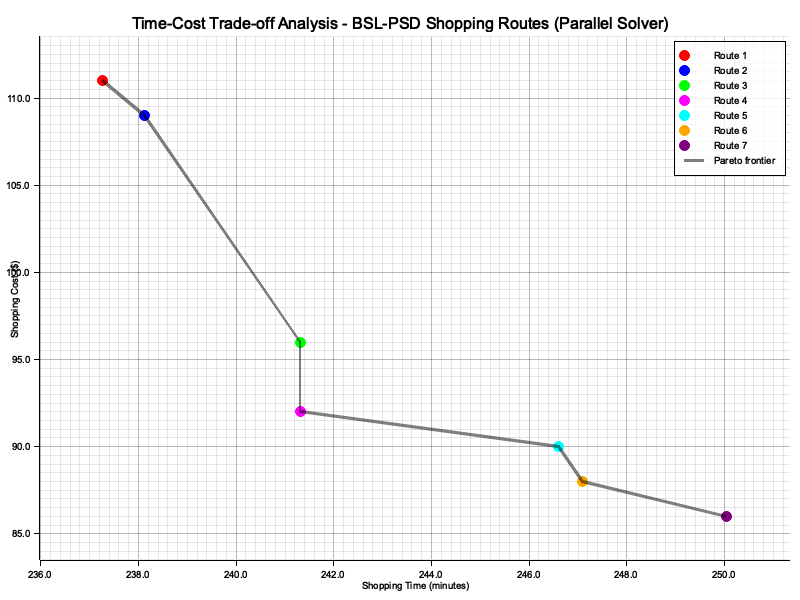 Time-Cost Trade-off Analysis - BSL-PSD Shopping Routes (Parallel Solver)
Route 1
Route 2
Route 3
Route 4
Route 5
Route 6
Route 7
Pareto frontier
110.0
105.0
100.0
95.0
90.0
85.0
Shopping Cost ($)
236.0 238.0 240.0 242.0 244.0 246.0 248.0 250.0
Shopping Time (minutes)